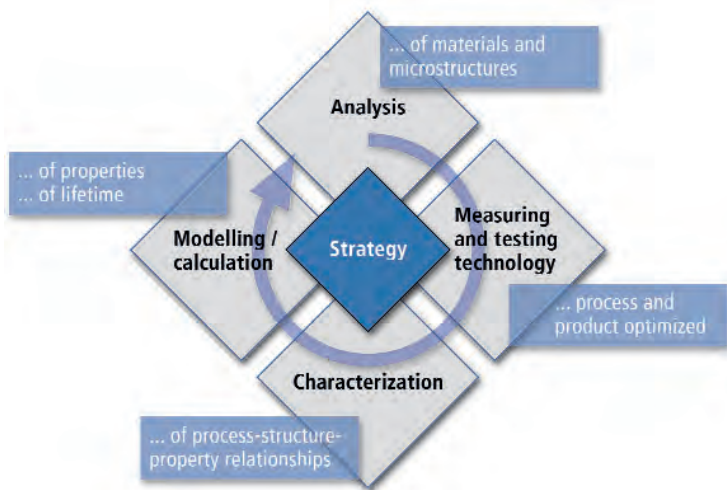 ... of materials and
microstructures
Analysis
... of properties
... of lifetime
Modelling /
calculation
Strategy
Measuring
and testing
technology
... process and
product optimized
Characterization
... of process-structure-
property relationships